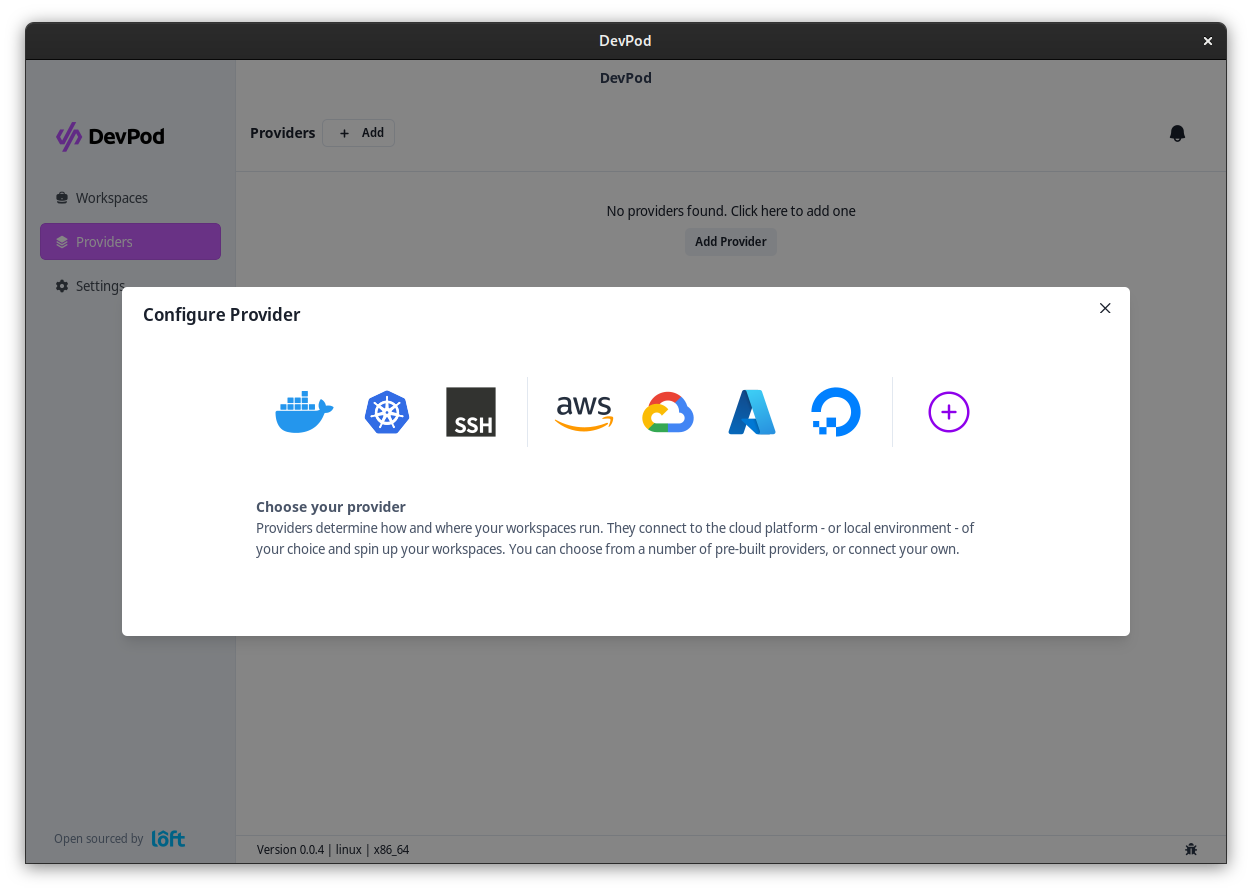 DevPod
DevPod
DevPod
Providers
Add
Workspaces
No providers found. Click here to add one
Providers
Add Provider
Settings
Configure Provider
SSH
aws
Choose your provider
Providers determine how and where your workspaces run. They connect to the cloud platform - or local environment - of
your choice and spin up your workspaces. You can choose from a number of pre-built providers, or connect your own.
Open sourced by loft
Version 0.0.4 | linux | x86_64